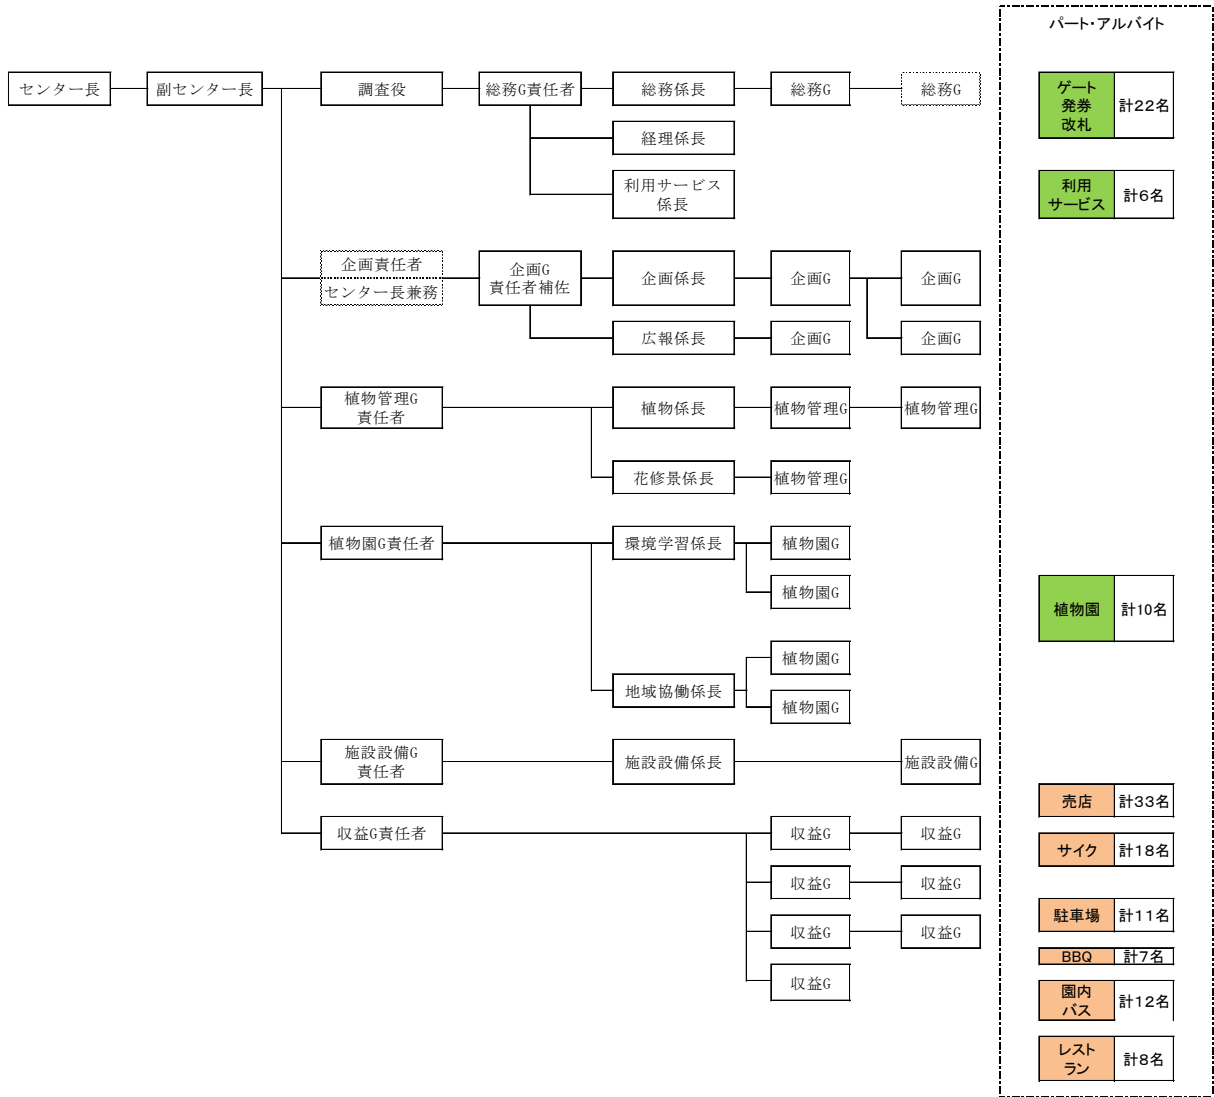 パート・アルバイト
センター長
副センター長
調査役
総務G責任者
総務係長
総務G
総務G
ゲート
発券
改札
計22名
経理係長
利用サービス
係長
利用
サービス
計6名
企画責任者
センター長兼務
企画G
責任者補佐
企画係長
企画G
企画G
広報係長
企画G
企画G
植物管理G
責任者
植物係長
植物管理G
植物管理G
花修景係長
植物管理G
植物園G責任者
環境学習係長
植物園G
植物園G
植物園
計10名
植物園G
地域協働係長
植物園G
施設設備G
責任者
施設設備係長
施設設備G
売店
計33名
収益G責任者
収益G
収益G
サイク
計18名
収益G
収益G
駐車場
計11名
収益G
収益G
BBQ
計7名
収益G
園内
バス
計12名
レスト
ラン
計8名